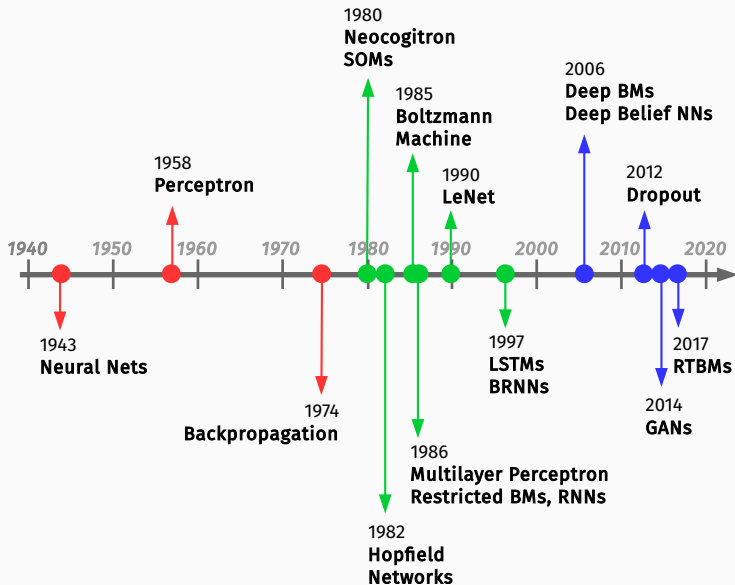 1980
Neocogitron
SOMs
2006
Deep BMs
Deep Belief NNs
1985
Boltzmann
Machine
1958
Perceptron
1990
LeNet
2012
Dropout
1940 1950 1960 1970 1980 1990 2000 2010 2020
1943
Neural Nets
1997
LSTMs
BRNNs
2017
RTBMs
1974
Backpropagation
2014
GANs
1986
Multilayer Perceptron
Restricted BMs, RNNs
1982
Hopfield
Networks